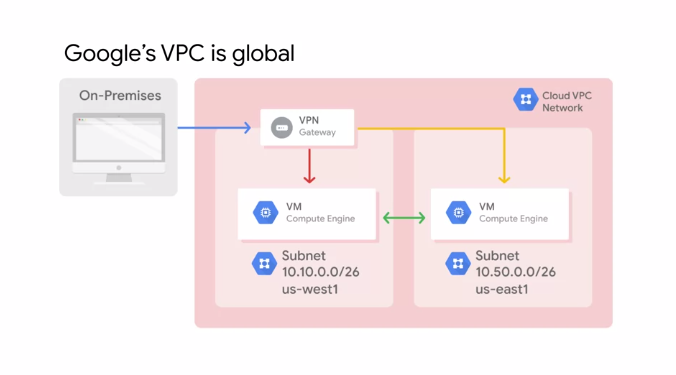 Google's VPC is global
On-Premises
Cloud VPC
Network
VPN
Gateway
VM
Compute Engine
VM
Compute Engine
Subnet
10.10.0.0/26
us-west1
Subnet
10.50.0.0/26
us-east1